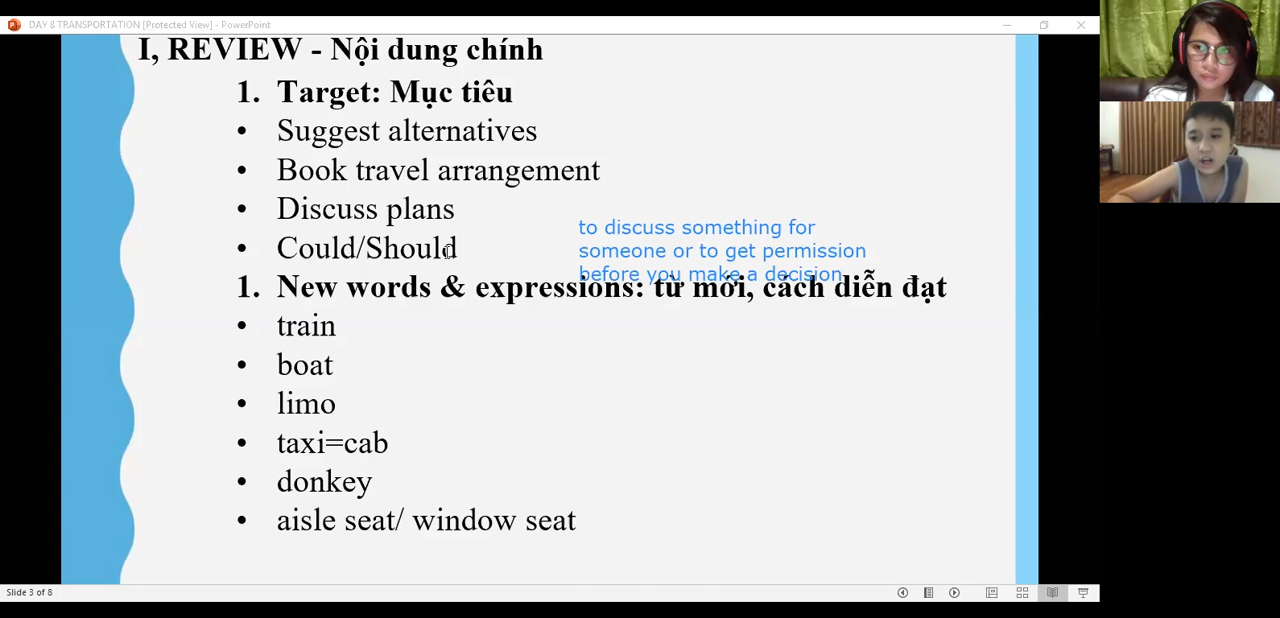 DAY 8 TRANSPORTATION [Protected View] - PowerPoint
I, REVIEW - Nội dung chính
1. Target: Mục tiêu
• Suggest alternatives
• Book travel arrangement
• Discuss plans
• Could/Should
to discuss something for
someone or to get permission
before you make a decision
1. New words & expressions: từ mới, cách diễn đạt
• train
• boat
• limo
• taxi=cab
• donkey
• aisle seat/ window seat
Slide 3 of 8